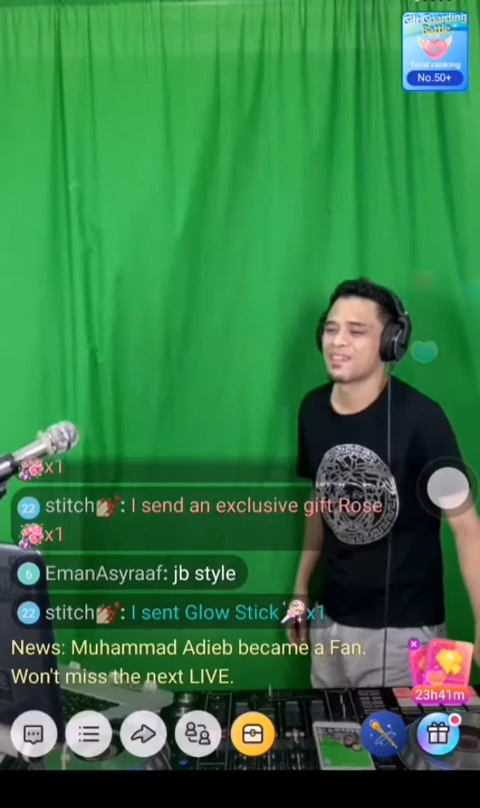 Gift Guarding
Battle
Total ranking
No.50+
x1
22 stitch: I send an exclusive gift Rose
x1
6 EmanAsyraaf: jb style
22 stitch: I sent Glow Stick x1
News: Muhammad Adieb became a Fan.
Won't miss the next LIVE.
23h41m